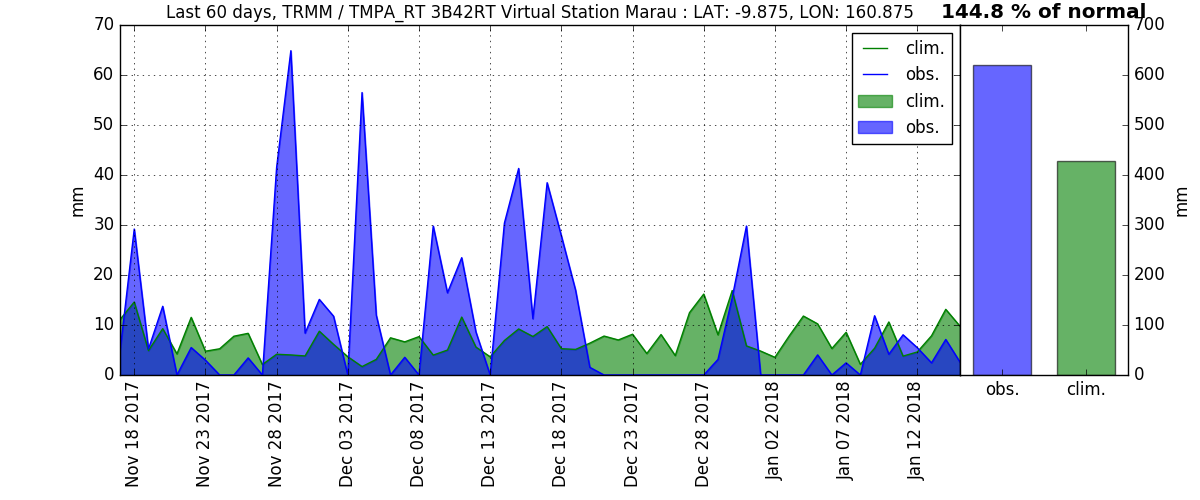 Last 60 days, TRMM / TMPA_RT 3B42RT Virtual Station Marau : LAT: -9.875, LON: 160.875
144.8 % of normal
70
60
50
40
30
20
10
0
mm
clim.
obs.
clim.
obs.
Nov 18 2017
Nov 23 2017
Nov 28 2017
Dec 03 2017
Dec 08 2017
Dec 13 2017
Dec 18 2017
Dec 23 2017
Dec 28 2017
Jan 02 2018
Jan 07 2018
Jan 12 2018
700
600
500
400
300
200
100
0
mm
obs.
clim.